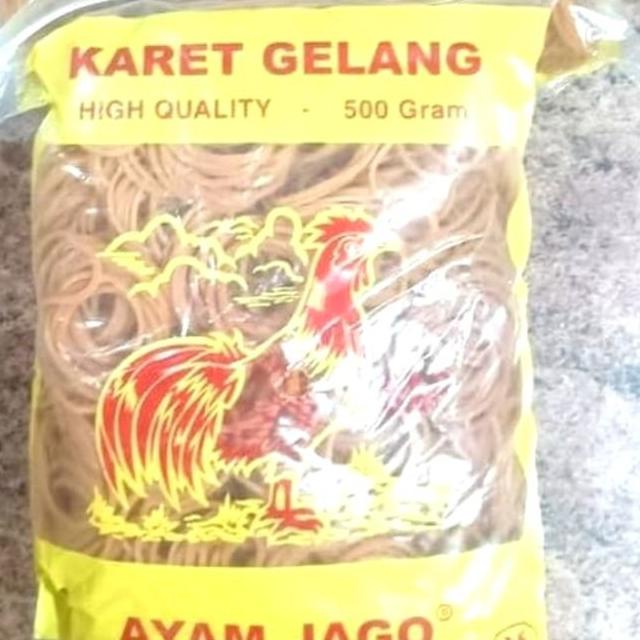 KARET GELANG
HIGH QUALITY - 500 Gram
AYAM JAGO